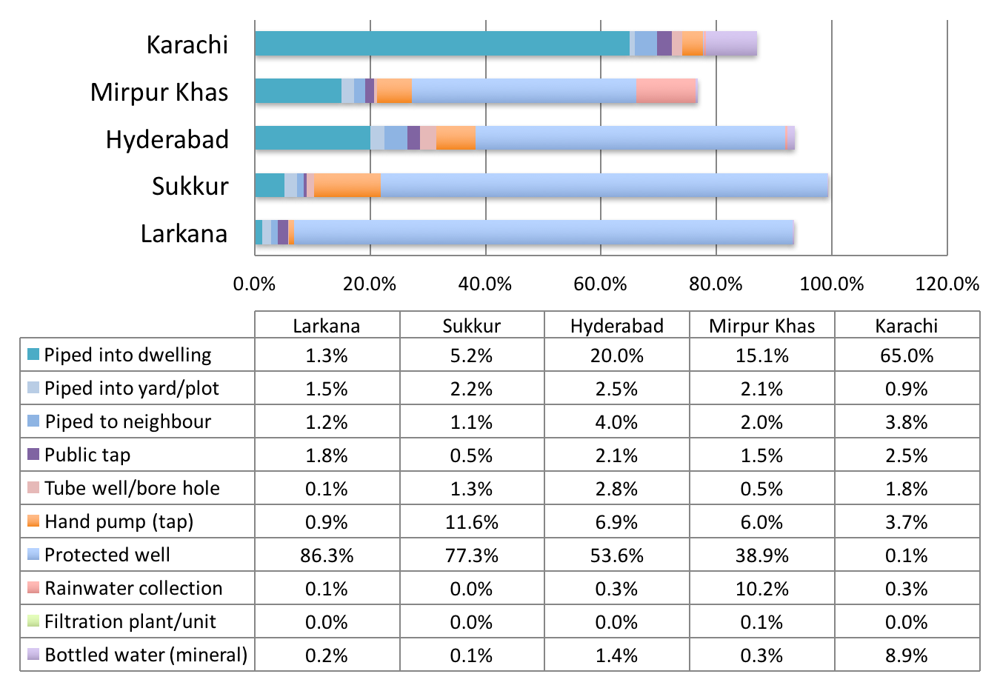 Karachi
Mirpur Khas
Hyderabad
Sukkur
Larkana
0.0% 20.0% 40.0% 60.0% 80.0% 100.0% 120.0%
Larkana Sukkur Hyderabad Mirpur Khas Karachi
Piped into dwelling 1.3% 5.2% 20.0% 15.1% 65.0%
Piped into yard/plot 1.5% 2.2% 2.5% 2.1% 0.9%
Piped to neighbour 1.2% 1.1% 4.0% 2.0% 3.8%
Public tap 1.8% 0.5% 2.1% 1.5% 2.5%
Tube well/bore hole 0.1% 1.3% 2.8% 0.5% 1.8%
Hand pump (tap) 0.9% 11.6% 6.9% 6.0% 3.7%
Protected well 86.3% 77.3% 53.6% 38.9% 0.1%
Rainwater collection 0.1% 0.0% 0.3% 10.2% 0.3%
Filtration plant/unit 0.0% 0.0% 0.0% 0.1% 0.0%
Bottled water (mineral) 0.2% 0.1% 1.4% 0.3% 8.9%